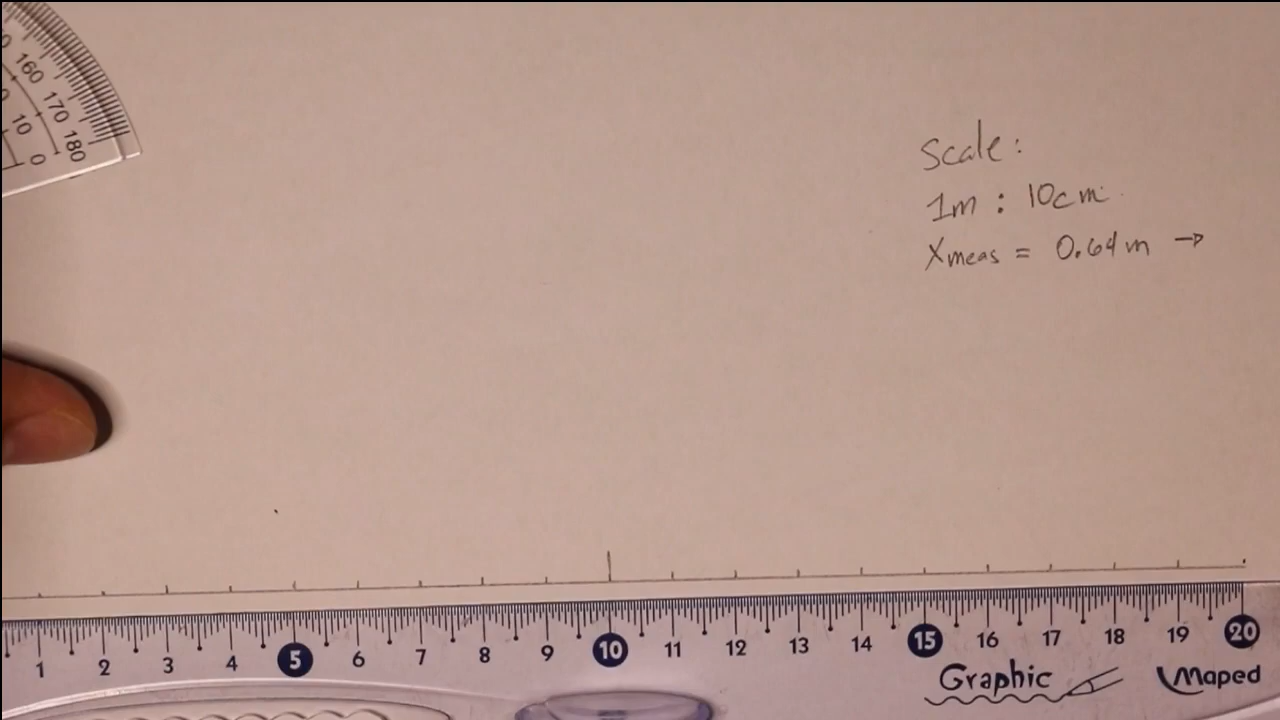 160
170
10
180
0
Scale:
1m : 10cm
Xmeas = 0.64m →
1 2 3 4 5 6 7 8 9 10 11 12 13 14 15 16 17 18 19 20
Graphic Maped